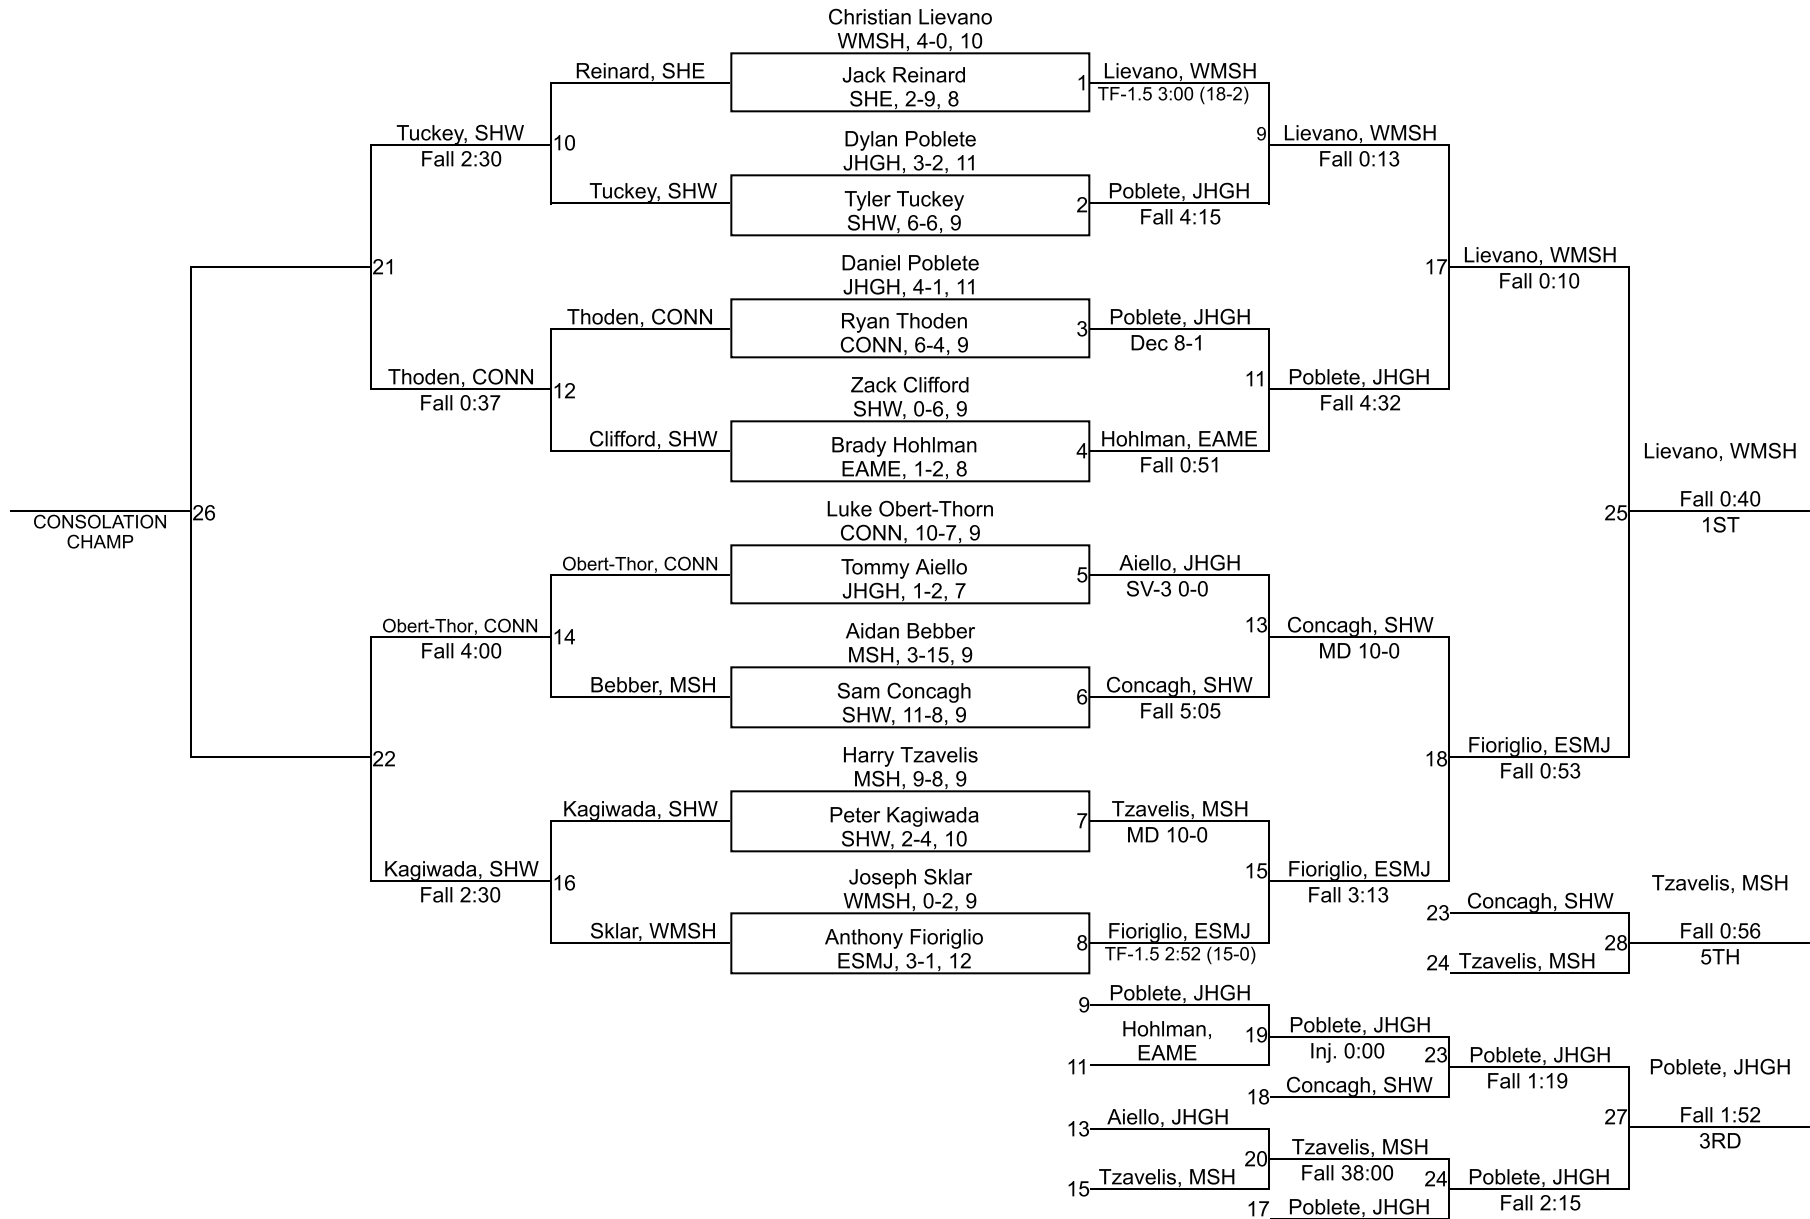 Christian Lievano
WMSH, 4-0, 10
Reinard, SHE
Jack Reinard
SHE, 2-9, 8
1
Lievano, WMSH
TF-1.5 3:00 (18-2)
Tuckey, SHW
Fall 2:30
10
Dylan Poblete
JHGH, 3-2, 11
9
Lievano, WMSH
Fall 0:13
Tuckey, SHW
Tyler Tuckey
SHW, 6-6, 9
2
Poblete, JHGH
Fall 4:15
21
Daniel Poblete
JHGH, 4-1, 11
17
Lievano, WMSH
Fall 0:10
Thoden, CONN
Ryan Thoden
CONN, 6-4, 9
3
Poblete, JHGH
Dec 8-1
Thoden, CONN
Fall 0:37
12
Zack Clifford
SHW, 0-6, 9
11
Poblete, JHGH
Fall 4:32
Clifford, SHW
Brady Hohlman
EAME, 1-2, 8
4
Hohlman, EAME
Fall 0:51
Lievano, WMSH
Fall 0:40
1ST
25
CONSOLATION
CHAMP
26
Luke Obert-Thorn
CONN, 10-7, 9
Obert-Thor, CONN
Tommy Aiello
JHGH, 1-2, 7
5
Aiello, JHGH
SV-3 0-0
Obert-Thor, CONN
Fall 4:00
14
Aidan Bebber
MSH, 3-15, 9
13
Concagh, SHW
MD 10-0
Bebber, MSH
Sam Concagh
SHW, 11-8, 9
6
Concagh, SHW
Fall 5:05
22
Harry Tzavelis
MSH, 9-8, 9
18
Fioriglio, ESMJ
Fall 0:53
Kagiwada, SHW
Peter Kagiwada
SHW, 2-4, 10
7
Tzavelis, MSH
MD 10-0
Kagiwada, SHW
Fall 2:30
16
Joseph Sklar
WMSH, 0-2, 9
15
Fioriglio, ESMJ
Fall 3:13
Sklar, WMSH
Anthony Fioriglio
ESMJ, 3-1, 12
8
Fioriglio, ESMJ
TF-1.5 2:52 (15-0)
23
Concagh, SHW
24
Tzavelis, MSH
28
Tzavelis, MSH
Fall 0:56
5TH
9
Poblete, JHGH
Hohlman,
EAME
11
19
Poblete, JHGH
Inj. 0:00
18
Concagh, SHW
23
Poblete, JHGH
Fall 1:19
Poblete, JHGH
Fall 1:52
3RD
27
13
Aiello, JHGH
15
Tzavelis, MSH
20
Tzavelis, MSH
Fall 38:00
17
Poblete, JHGH
24
Poblete, JHGH
Fall 2:15